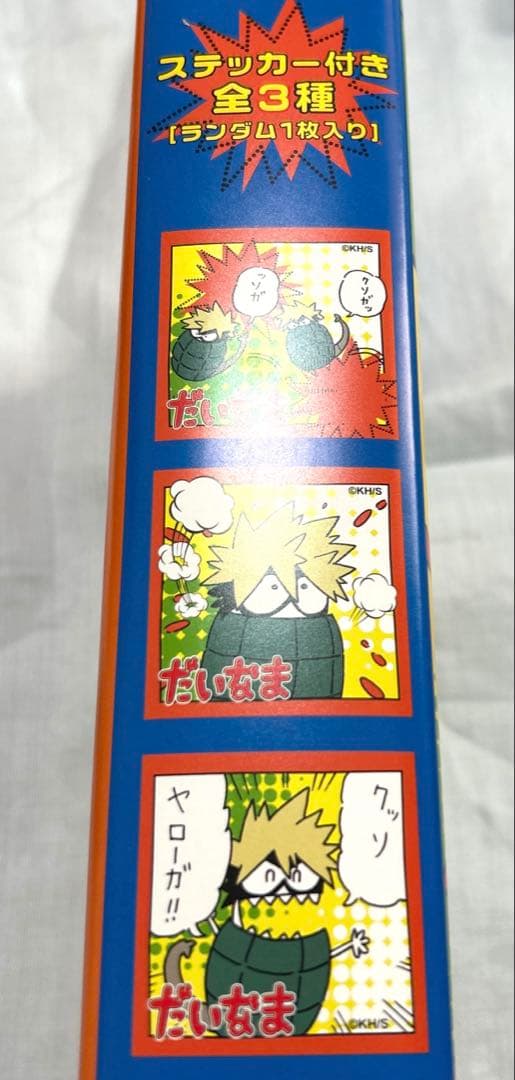 ステッカー付き
全3種
[ランダム1枚入り]
©KH/S
クソガ
クソガッ
だいなま
©KH/S
だいなま
クッソ
ヤローガ!!
だいなま
©KH/S